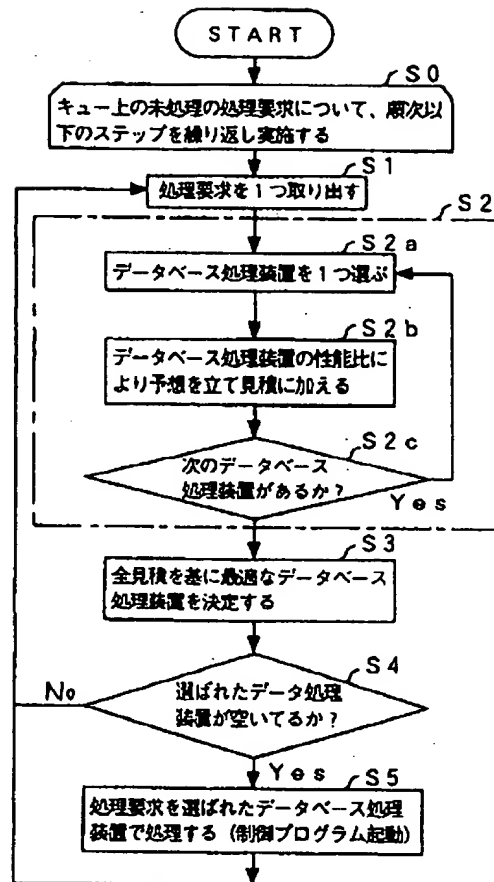 START
S0
キュー上の未処理の処理要求について、順次以
下のステップを繰り返し実施する
S1
処理要求を1つ取り出す
S2
S2a
データベース処理装置を1つ選ぶ
S2b
データベース処理装置の性能比に
より予想を立て見積に加える
S2c
次のデータベース
処理装置があるか?
Yes
S3
全見積を基に最適なデータベース
処理装置を決定する
S4
No
選ばれたデータ処理
装置が空いてるか?
Yes
S5
処理要求を選ばれたデータベース処理
装置で処理する(制御プログラム起動)